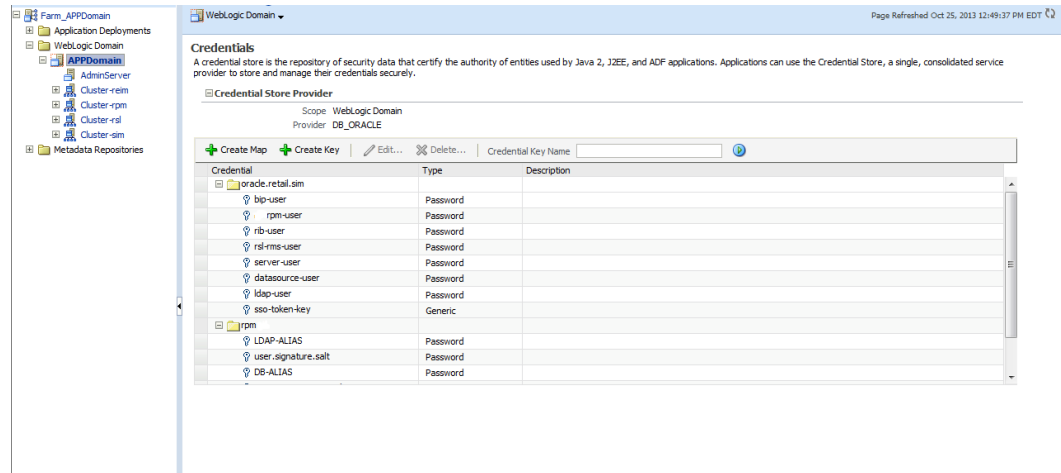 Farm_APPDomain
Application Deployments
WebLogic Domain
APPDomain
AdminServer
Cluster-reim
Cluster-rpm
Cluster-rsl
Cluster-sim
Metadata Repositories
WebLogic Domain
Page Refreshed Oct 25, 2013 12:49:37 PM EDT
Credentials
A credential store is the repository of security data that certify the authority of entities used by Java 2, J2EE, and ADF applications. Applications can use the Credential Store, a single, consolidated service
provider to store and manage their credentials securely.
Credential Store Provider
Scope WebLogic Domain
Provider DB_ORACLE
Create Map Create Key Edit... Delete... Credential Key Name
Credential Type Description
oracle.retail.sim
bip-user Password
rpm-user Password
rib-user Password
rsl-rms-user Password
server-user Password
datasource-user Password
ldap-user Password
sso-token-key Generic
rpm
LDAP-ALIAS Password
user.signature.salt Password
DB-ALIAS Password